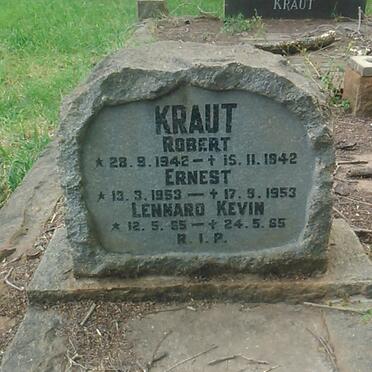 KRAUT
KRAUT
ROBERT
* 28.9.1942 — † 15.11.1942
ERNEST
* 13.3.1953 — † 17.9.1953
LENNARD KEVIN
* 12.5.65 — † 24.5.65
R.I.P.